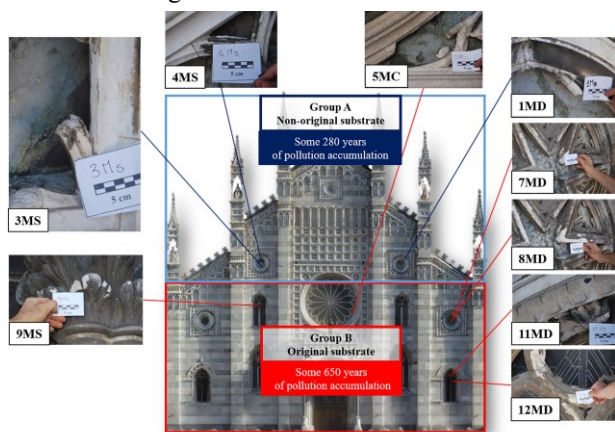 4MS
5MC
3MS
3Ms
5 cm
Group A
Non-original substrate
Some 280 years
of pollution accumulation
1MD
7MD
8MD
9MS
11MD
12MD
Group B
Original substrate
Some 650 years
of pollution accumulation